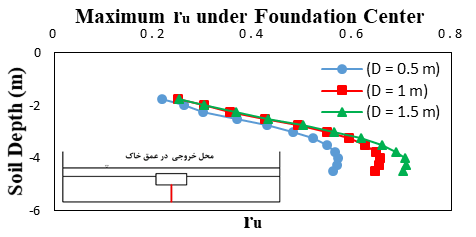 Maximum ru under Foundation Center
0 0.2 0.4 0.6 0.8
0
-2
-4
-6
Soil Depth (m)
(D = 0.5 m)
(D = 1 m)
(D = 1.5 m)
محل خروجی در عمق خاک
ru